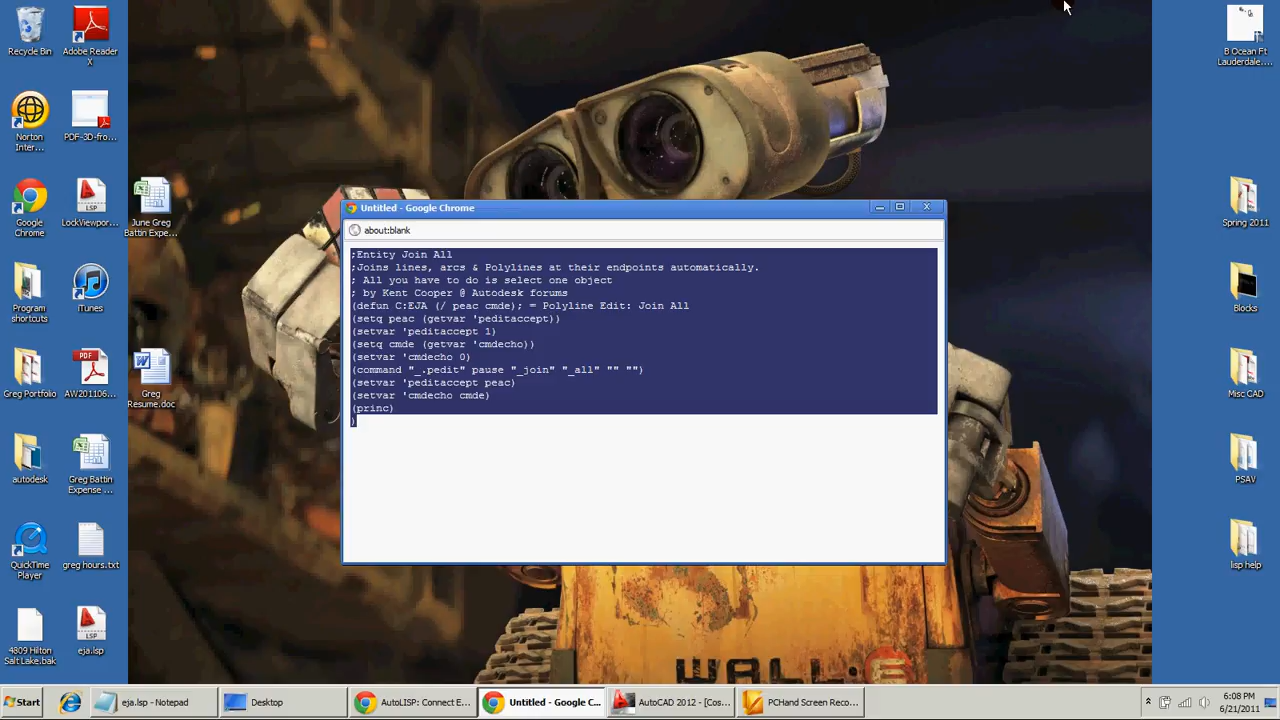 Recycle Bin
Adobe Reader X
B Ocean Ft Lauderdale....
Norton Inter...
PDF-3D-fro...
Google Chrome
LSP
LockViewpor...
June Greg Battin Expe...
Spring 2011
Program shortcuts
iTunes
Blocks
Greg Portfolio
PDF
AW201106...
Greg Resume.doc
Misc CAD
autodesk
Greg Battin Expense ...
PSAV
QuickTime Player
greg hours.txt
lisp help
4809 Hilton Salt Lake.bak
LSP
eja.lsp
Untitled - Google Chrome
about:blank
;Entity Join All
;Joins lines, arcs & Polylines at their endpoints automatically.
; All you have to do is select one object
; by Kent Cooper @ Autodesk forums
(defun C:EJA (/ peac cmde); = Polyline Edit: Join All
(setq peac (getvar 'peditaccept))
(setvar 'peditaccept 1)
(setq cmde (getvar 'cmdecho))
(setvar 'cmdecho 0)
(command "_.pedit" pause "_join" "_all" "" "")
(setvar 'peditaccept peac)
(setvar 'cmdecho cmde)
(princ)
)
WALL·E
Start
eja.lsp - Notepad
Desktop
AutoLISP: Connect E...
Untitled - Google C...
AutoCAD 2012 - [Cos...
PCHand Screen Reco...
6:08 PM
6/21/2011